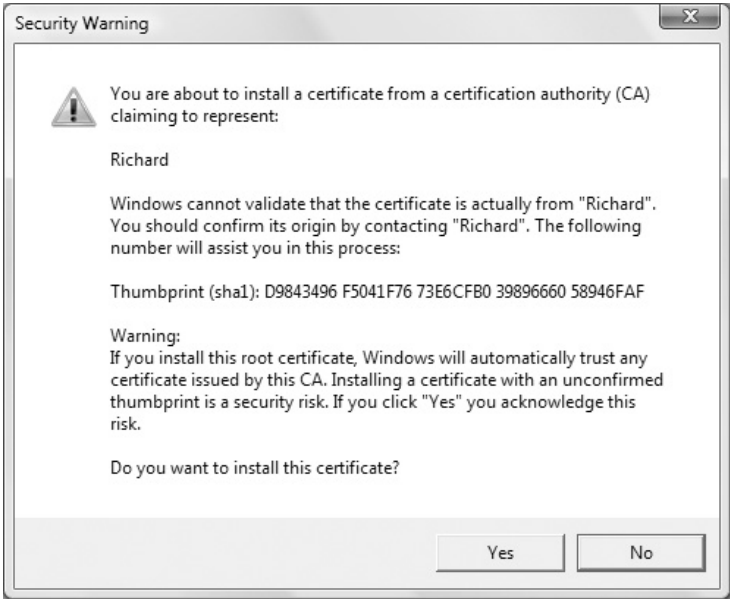 Security Warning
You are about to install a certificate from a certification authority (CA)
claiming to represent:
Richard
Windows cannot validate that the certificate is actually from "Richard".
You should confirm its origin by contacting "Richard". The following
number will assist you in this process:
Thumbprint (sha1): D9843496 F5041F76 73E6CFB0 39896660 58946FAF
Warning:
If you install this root certificate, Windows will automatically trust any
certificate issued by this CA. Installing a certificate with an unconfirmed
thumbprint is a security risk. If you click "Yes" you acknowledge this
risk.
Do you want to install this certificate?
Yes No